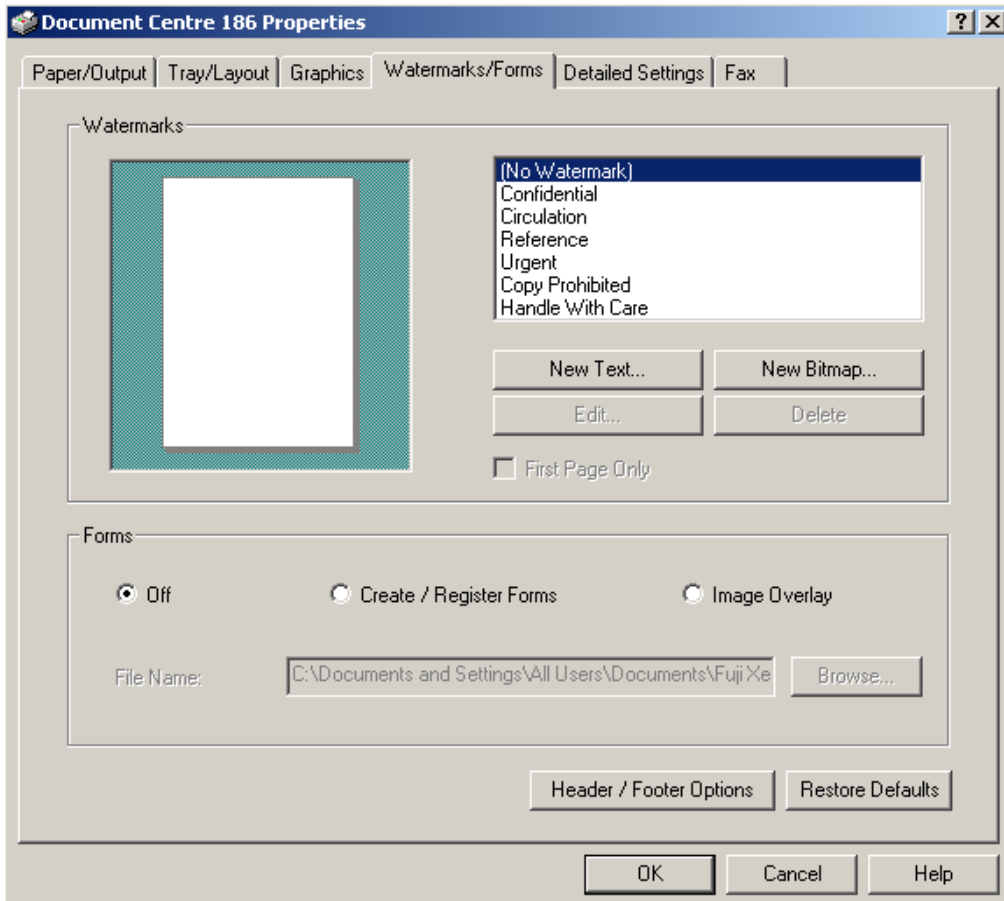 Document Centre 186 Properties
Paper/Output Tray/Layout Graphics Watermarks/Forms Detailed Settings Fax
Watermarks
(No Watermark)
Confidential
Circulation
Reference
Urgent
Copy Prohibited
Handle With Care
New Text... New Bitmap...
Edit... Delete
First Page Only
Forms
Off Create / Register Forms Image Overlay
File Name: C:\Documents and Settings\All Users\Documents\Fuji Xe Browse...
Header / Footer Options Restore Defaults
OK Cancel Help